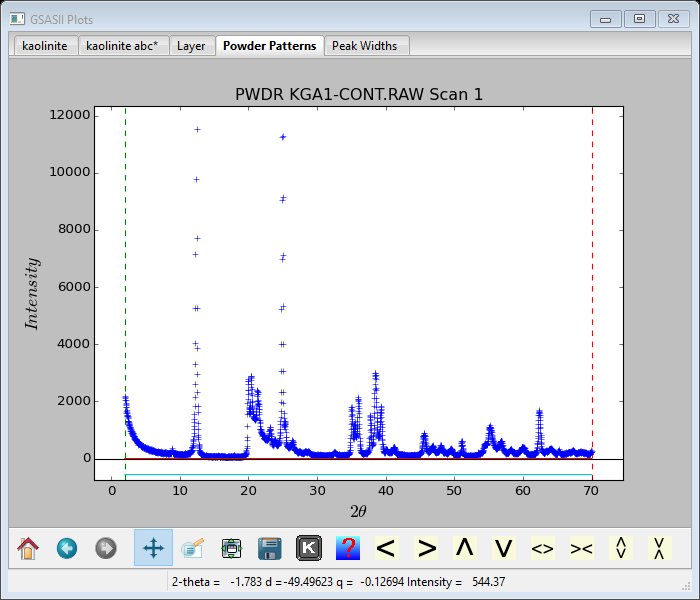 GSASII Plots
kaolinite kaolinite abc* Layer Powder Patterns Peak Widths
PWDR KGA1-CONT.RAW Scan 1
12000
10000
8000
6000
4000
2000
0
Intensity
0 10 20 30 40 50 60 70
2θ
K ? < > Λ V <> >< 
2-theta = -1.783 d =-49.49623 q = -0.12694 Intensity = 544.37